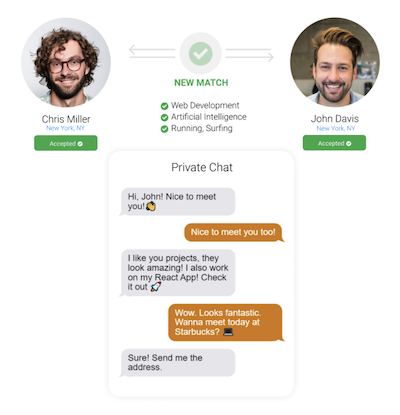 NEW MATCH
Web Development
Artificial Intelligence
Running, Surfing
Chris Miller
New York, NY
Accepted
John Davis
New York, NY
Accepted
Private Chat
Hi, John! Nice to meet
you!
Nice to meet you too!
I like you projects, they
look amazing! I also work
on my React App! Check
it out
Wow. Looks fantastic.
Wanna meet today at
Starbucks?
Sure! Send me the
address.